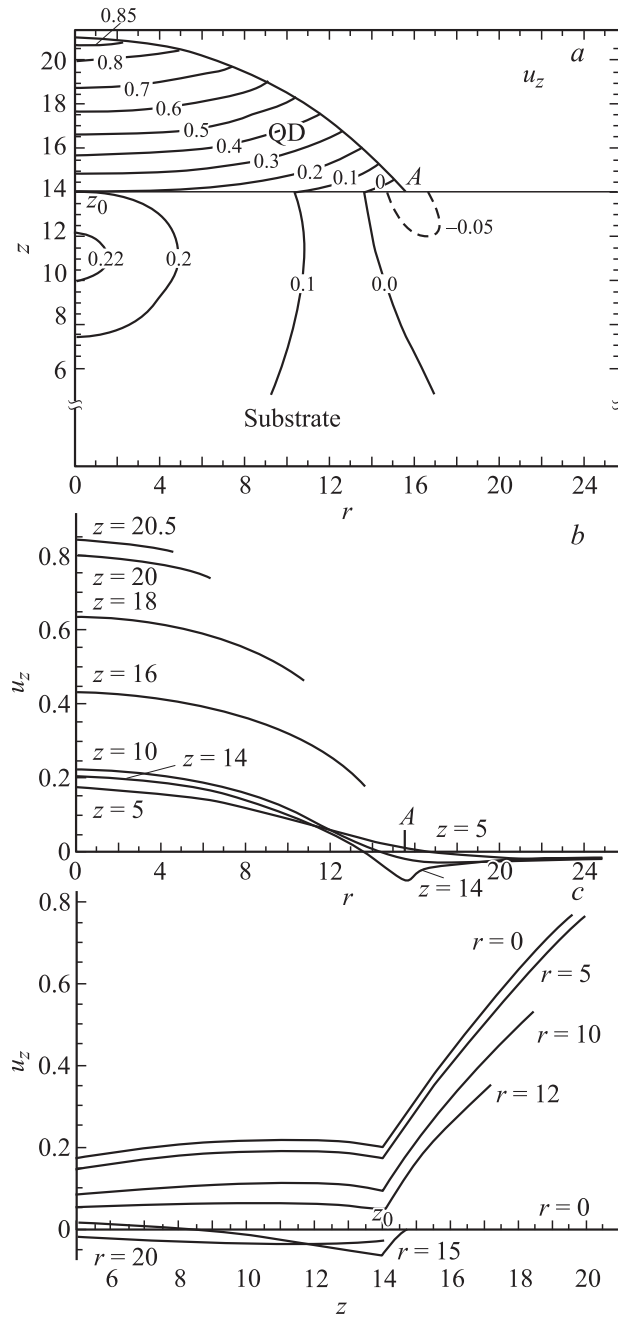 0.85
a
20
0.8
u_z
0.7
18
0.6
0.5
QD
16
0.4
0.3
0.2
0.1
0
A
14
z_0
–0.05
12
z
0.22
0.2
10
0.1
0.0
8
6
Substrate
0 4 8 12 16 20 24
r
z = 20.5
b
0.8
z = 20
z = 18
0.6
u_z
z = 16
0.4
z = 10
z = 14
0.2
z = 5
A
z = 5
0
0 4 8 12 16 20 24
r
z = 14
c
0.8
r = 0
r = 5
r = 10
u_z
0.4
r = 12
0.2
z_0
r = 0
0
r = 20
r = 15
6 8 10 12 14 16 18 20
z